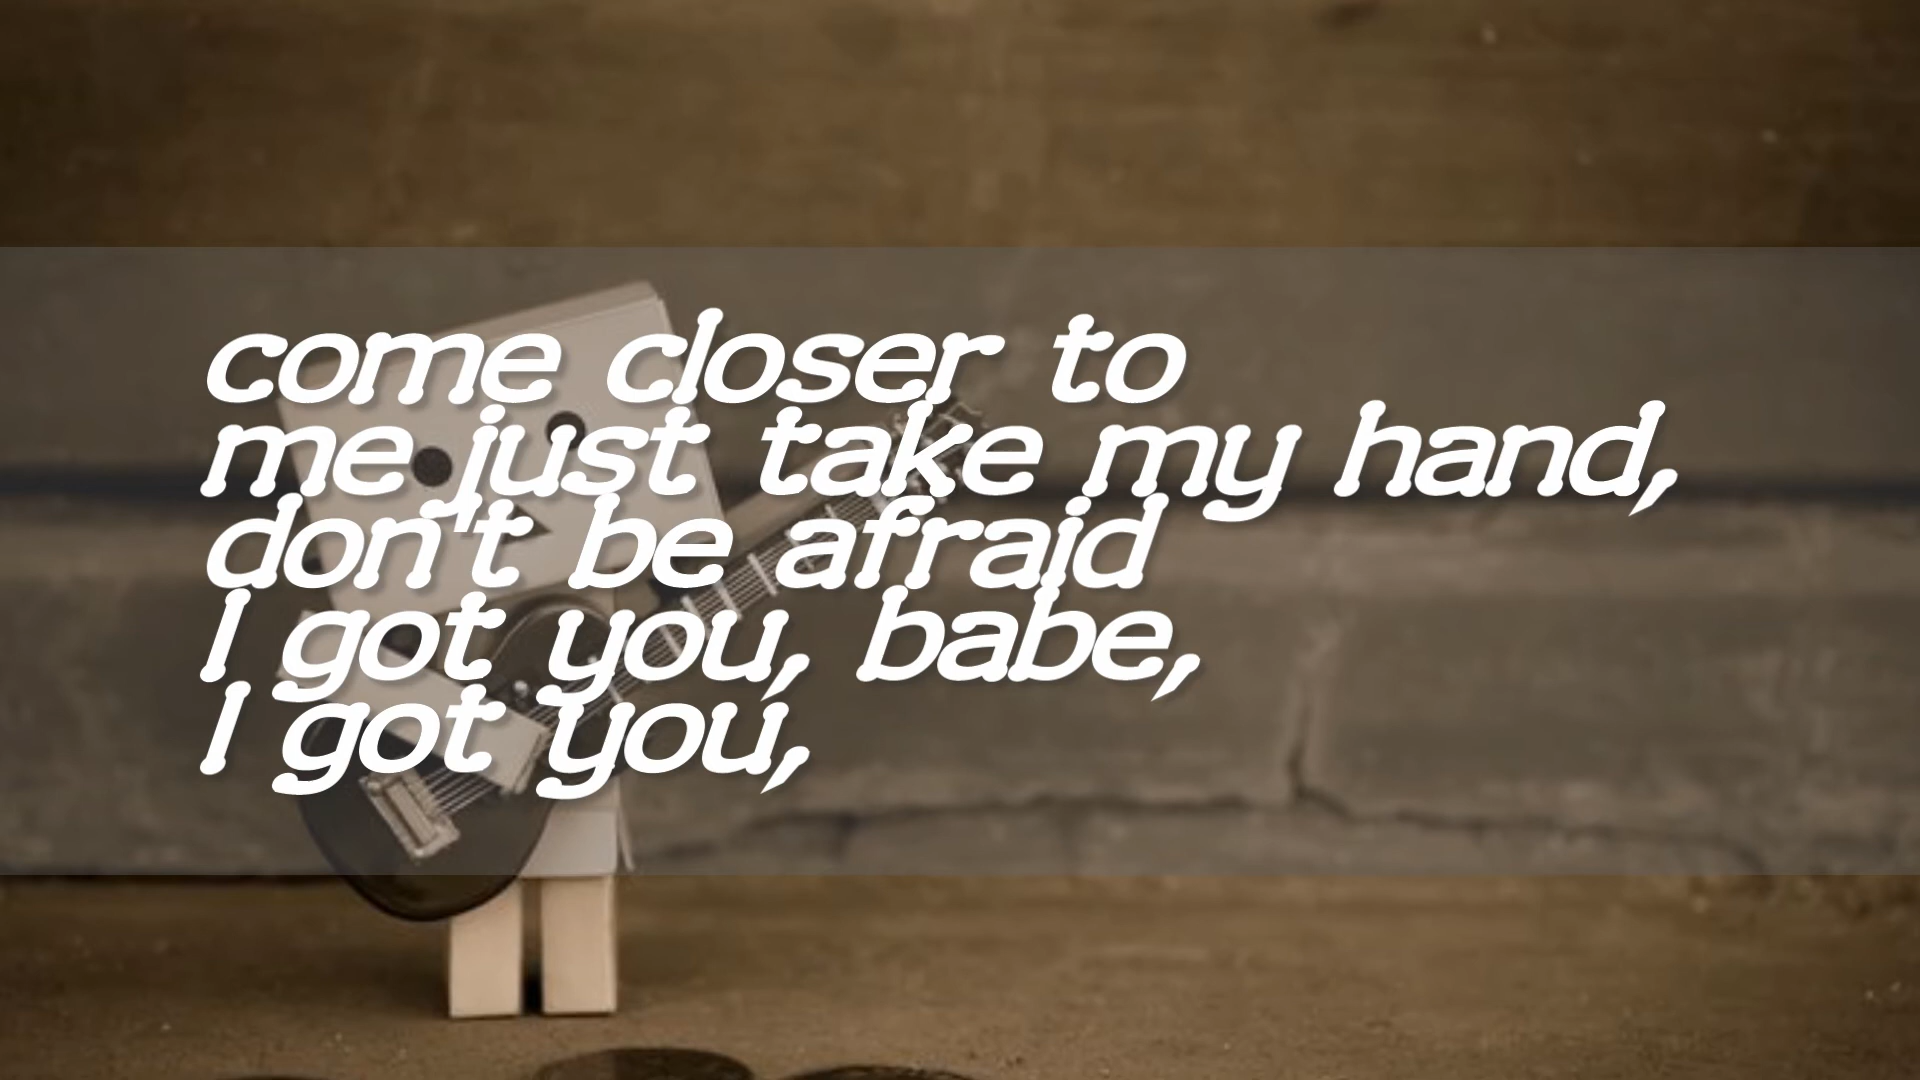 come closer to
me just take my hand,
don't be afraid
I got you, babe,
I got you,